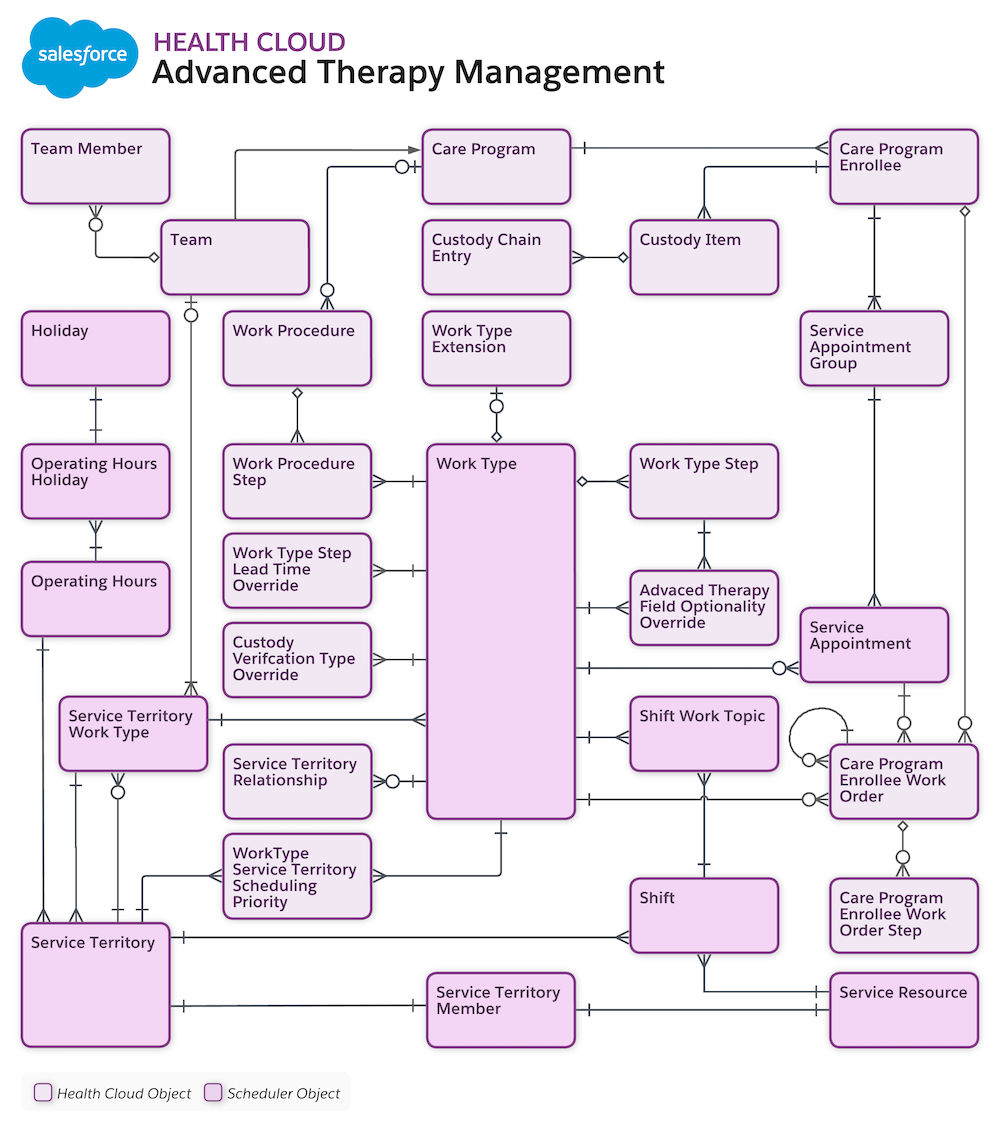 salesforce
HEALTH CLOUD
Advanced Therapy Management
Team Member
Care Program
Care Program
Enrollee
Team
Custody Chain
Entry
Custody Item
Holiday
Work Procedure
Work Type
Extension
Service
Appointment
Group
Operating Hours
Holiday
Work Procedure
Step
Work Type
Work Type Step
Operating Hours
Work Type Step
Lead Time
Override
Advaced Therapy
Field Optionality
Override
Custody
Verifcation Type
Override
Service
Appointment
Service Territory
Work Type
Shift Work Topic
Service Territory
Relationship
Care Program
Enrollee Work
Order
WorkType
Service Territory
Scheduling
Priority
Shift
Care Program
Enrollee Work
Order Step
Service Territory
Service Territory
Member
Service Resource
Health Cloud Object
Scheduler Object